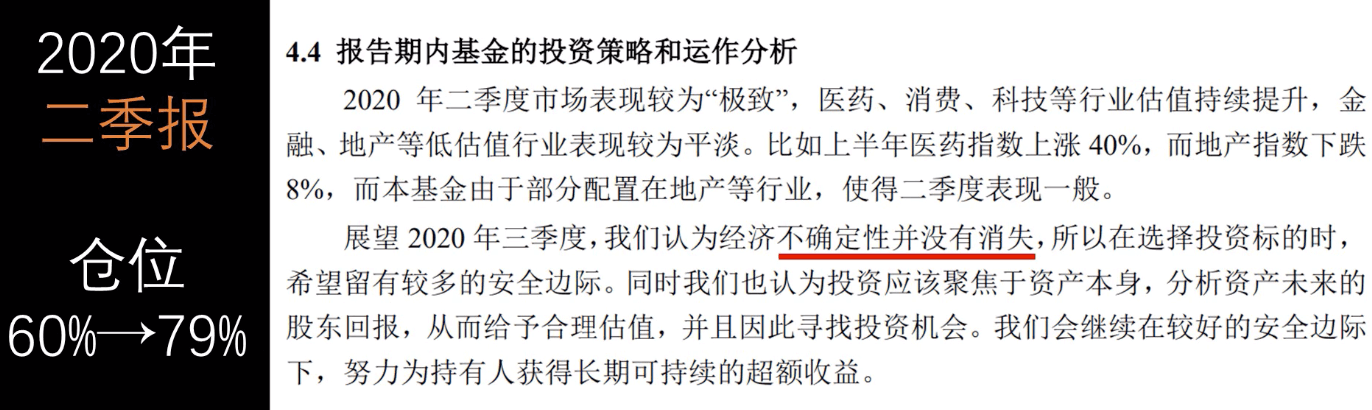 2020年
二季报
仓位
60%→79%
4.4 报告期内基金的投资策略和运作分析
2020 年二季度市场表现较为“极致”，医药、消费、科技等行业估值持续提升，金
融、地产等低估值行业表现较为平淡。比如上半年医药指数上涨 40%，而地产指数下跌
8%，而本基金由于部分配置在地产等行业，使得二季度表现一般。
展望 2020 年三季度，我们认为经济不确定性并没有消失，所以在选择投资标的时，
希望留有较多的安全边际。同时我们也认为投资应该聚焦于资产本身，分析资产未来的
股东回报，从而给予合理估值，并且因此寻找投资机会。我们会继续在较好的安全边际
下，努力为持有人获得长期可持续的超额收益。